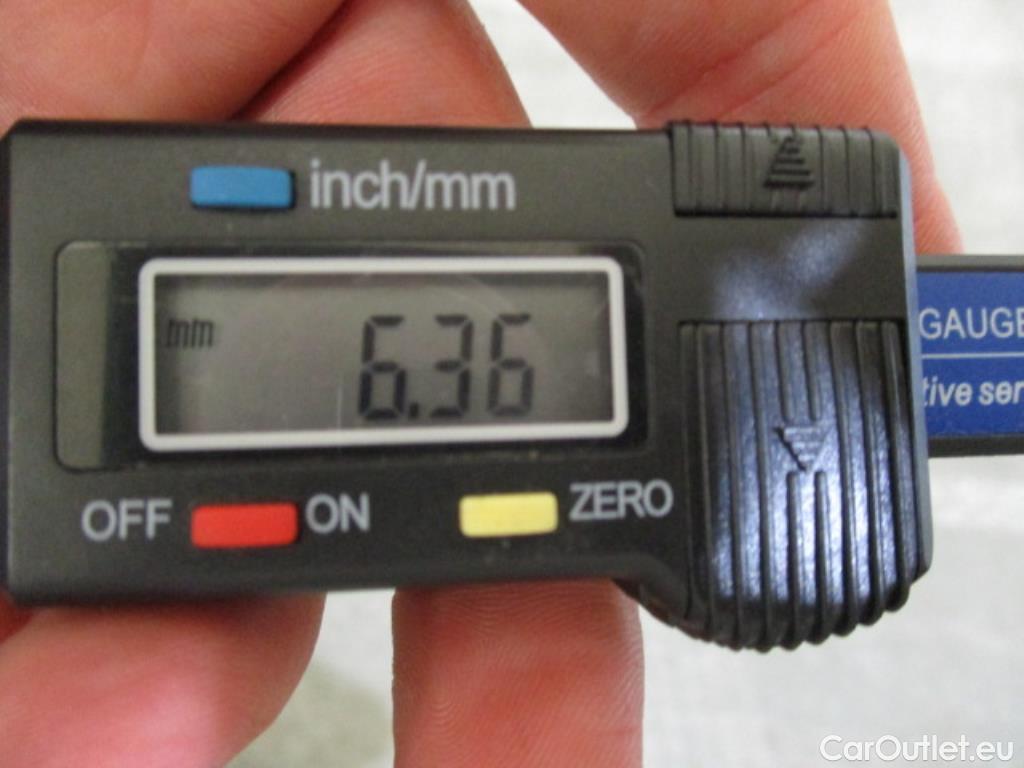 inch/mm
mm
6.36
OFF ON ZERO
GAUGE
tive ser
CarOutlet.eu